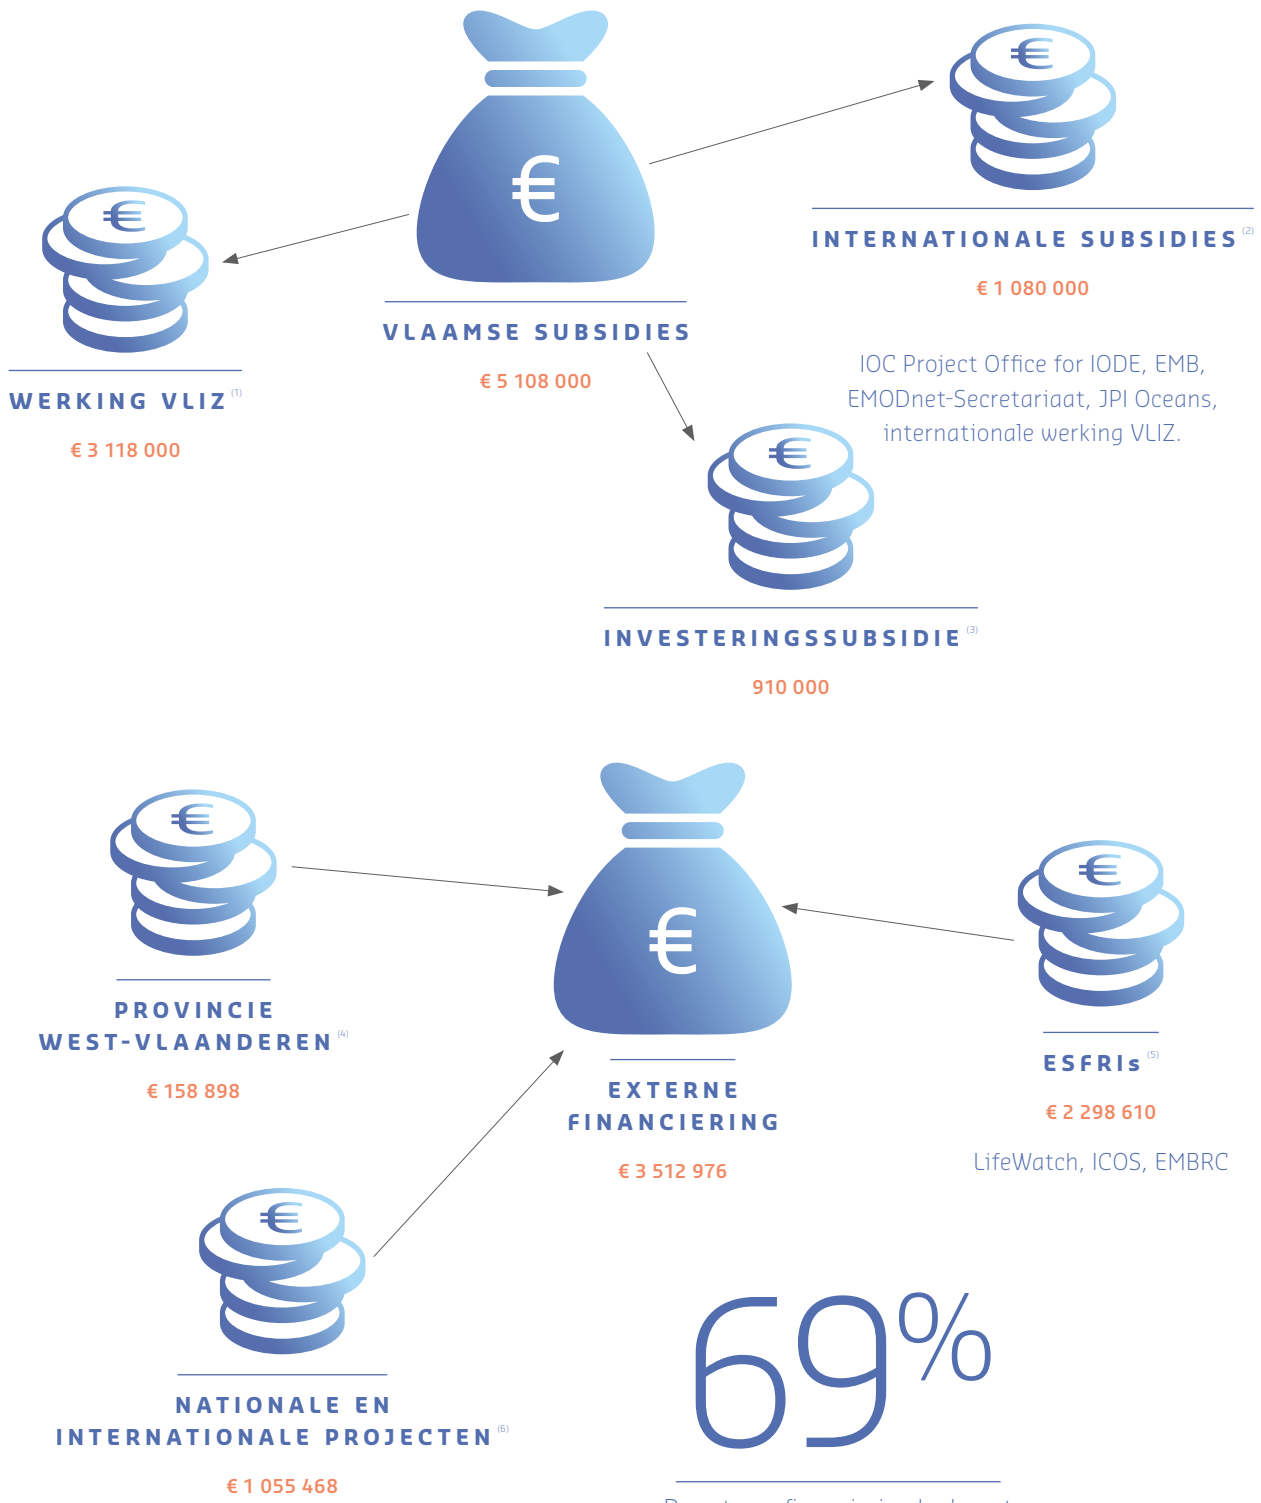 INTERNATIONALE SUBSIDIES (2)
€ 1 080 000
IOC Project Office for IODE, EMB,
EMODnet-Secretariaat, JPI Oceans,
internationale werking VLIZ.
VLAAMSE SUBSIDIES
€ 5 108 000
WERKING VLIZ (1)
€ 3 118 000
INVESTERINGSSUBSIDIE (3)
910 000
PROVINCIE
WEST-VLAANDEREN (4)
€ 158 898
EXTERNE
FINANCIERING
€ 3 512 976
ESFRIs (5)
€ 2 298 610
LifeWatch, ICOS, EMBRC
NATIONALE EN
INTERNATIONALE PROJECTEN (6)
€ 1 055 468
69%